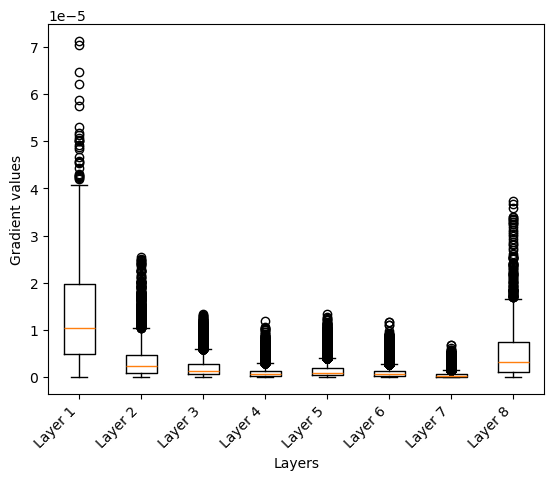 1e−5
7
6
5
4
3
2
1
0
Gradient values
Layer 1
Layer 2
Layer 3
Layer 4
Layer 5
Layer 6
Layer 7
Layer 8
Layers